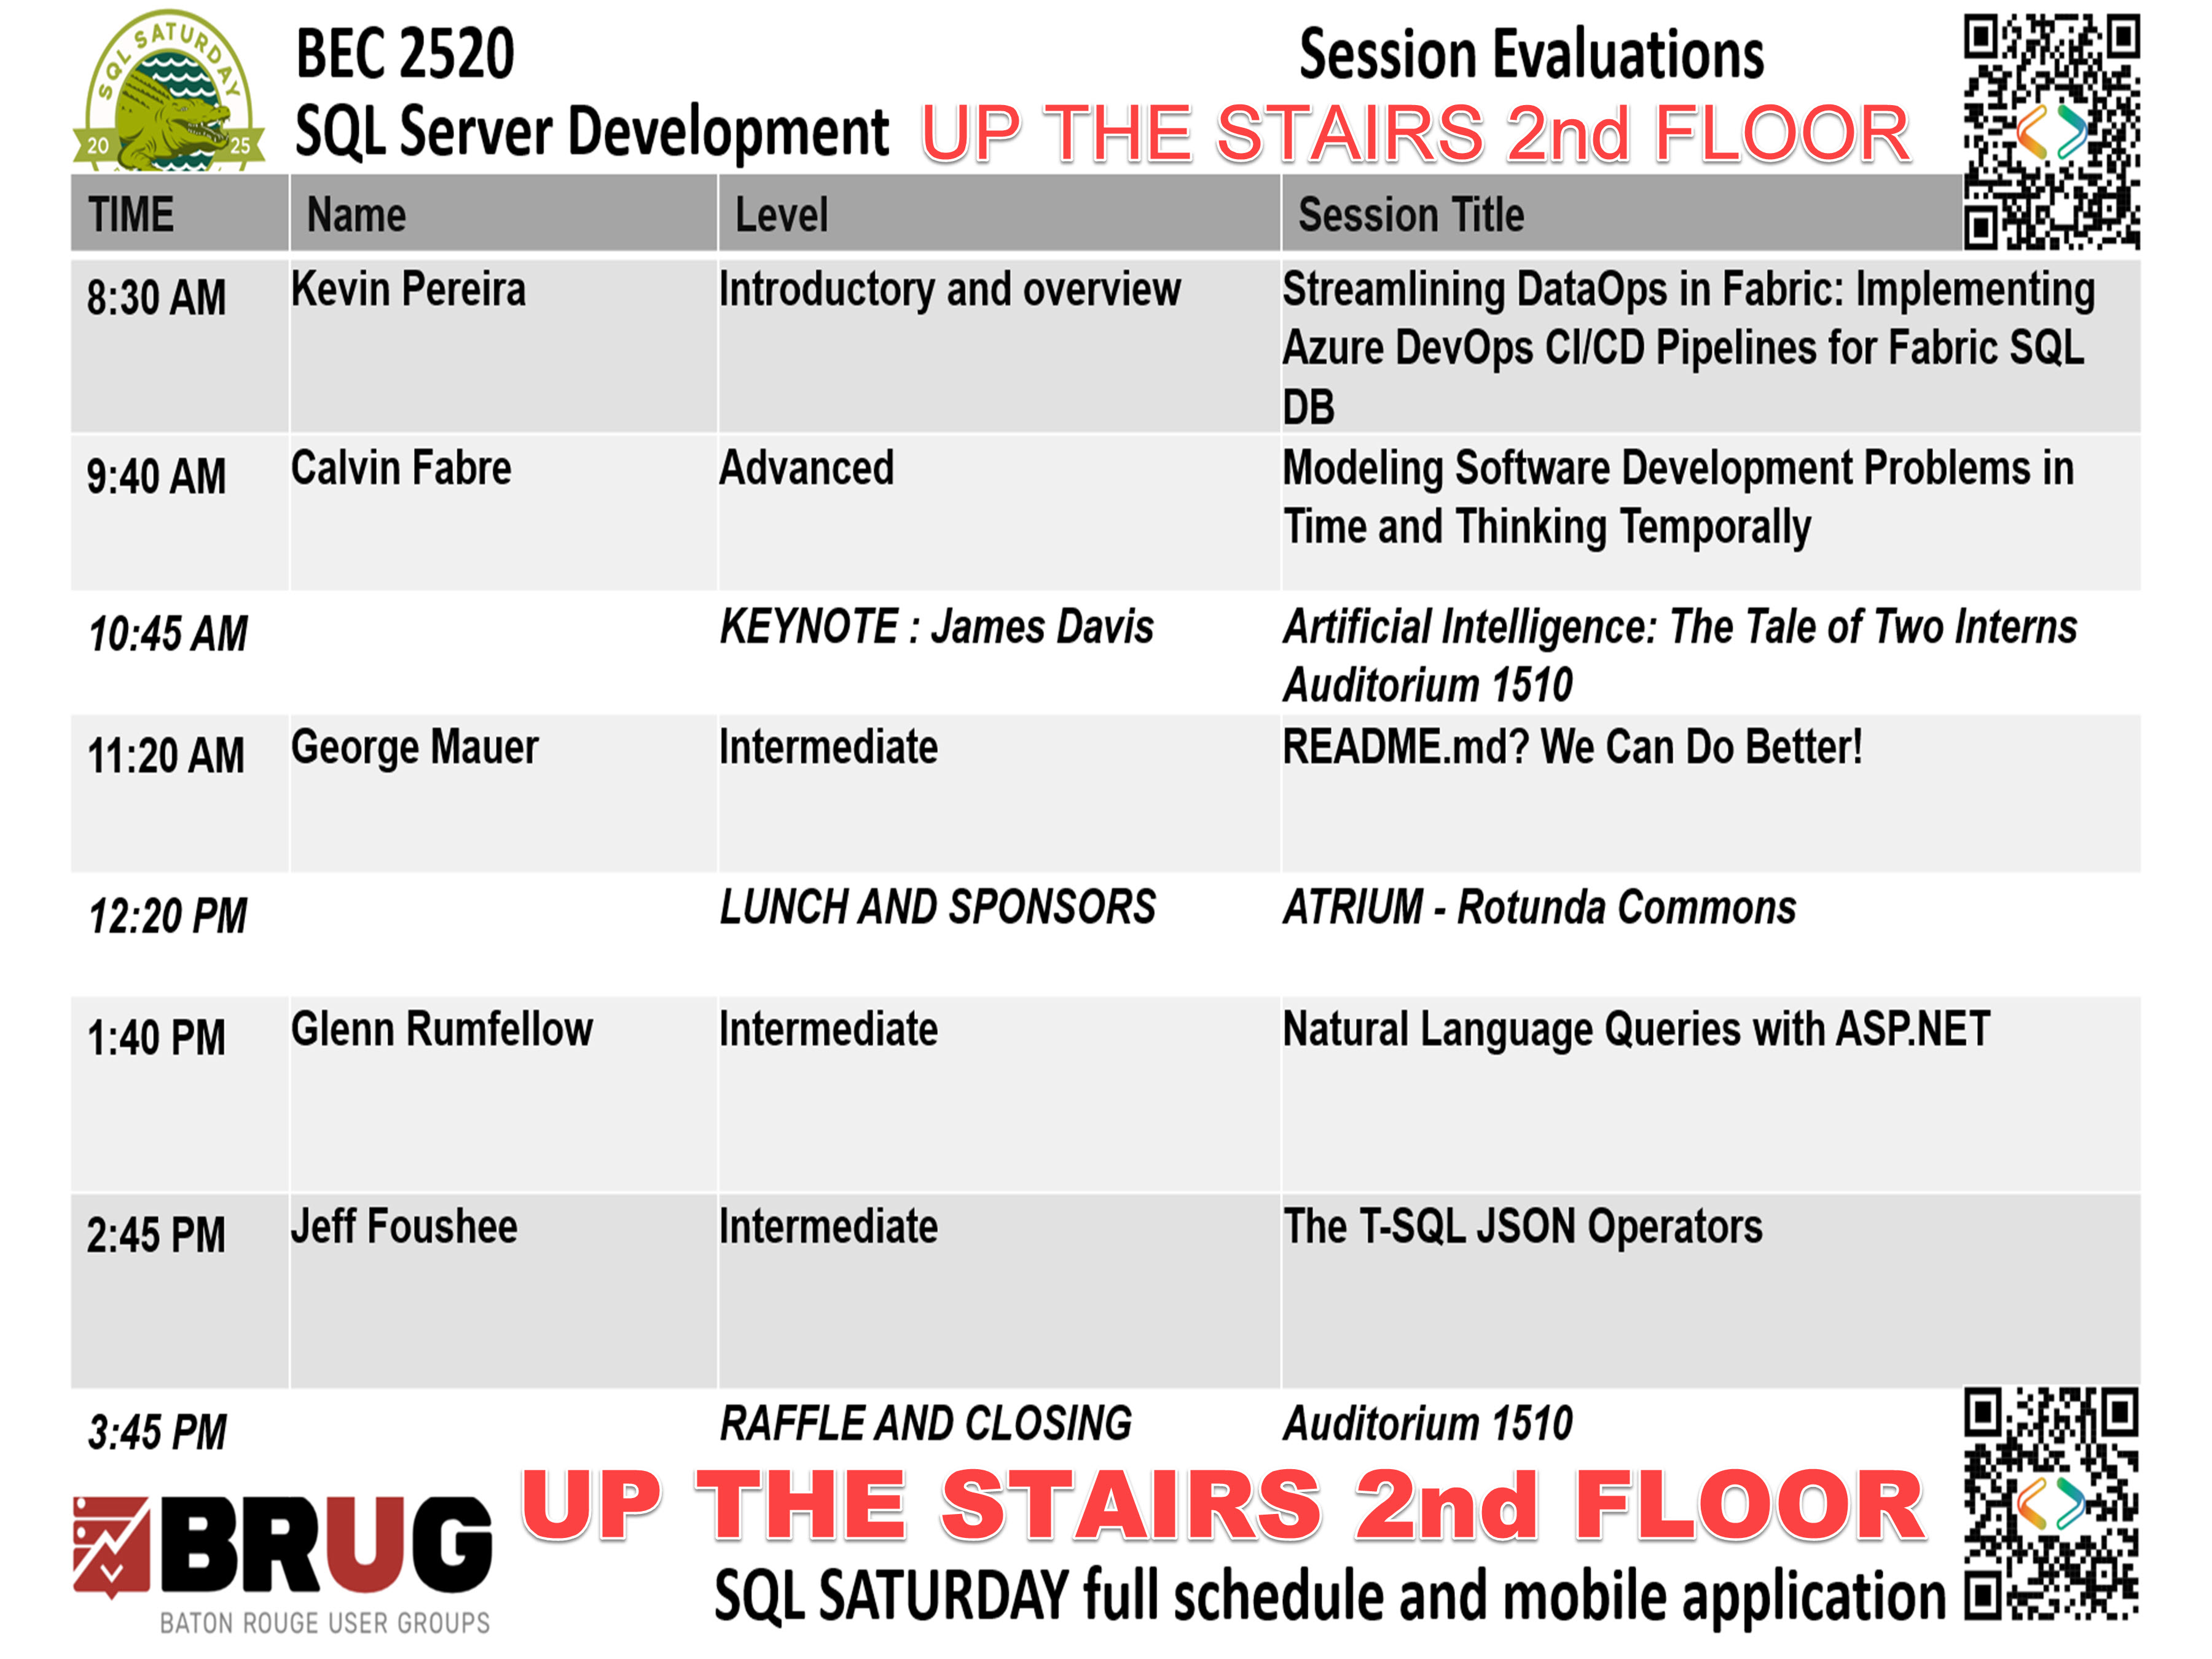 SQL SATURDAY
20 25
BEC 2520
Session Evaluations
SQL Server Development UP THE STAIRS 2nd FLOOR
TIME Name Level Session Title
8:30 AM Kevin Pereira Introductory and overview Streamlining DataOps in Fabric: Implementing
Azure DevOps CI/CD Pipelines for Fabric SQL
DB
9:40 AM Calvin Fabre Advanced Modeling Software Development Problems in
Time and Thinking Temporally
10:45 AM KEYNOTE : James Davis Artificial Intelligence: The Tale of Two Interns
Auditorium 1510
11:20 AM George Mauer Intermediate README.md? We Can Do Better!
12:20 PM LUNCH AND SPONSORS ATRIUM - Rotunda Commons
1:40 PM Glenn Rumfellow Intermediate Natural Language Queries with ASP.NET
2:45 PM Jeff Foushee Intermediate The T-SQL JSON Operators
3:45 PM RAFFLE AND CLOSING Auditorium 1510
UP THE STAIRS 2nd FLOOR
BRUG
BATON ROUGE USER GROUPS
SQL SATURDAY full schedule and mobile application